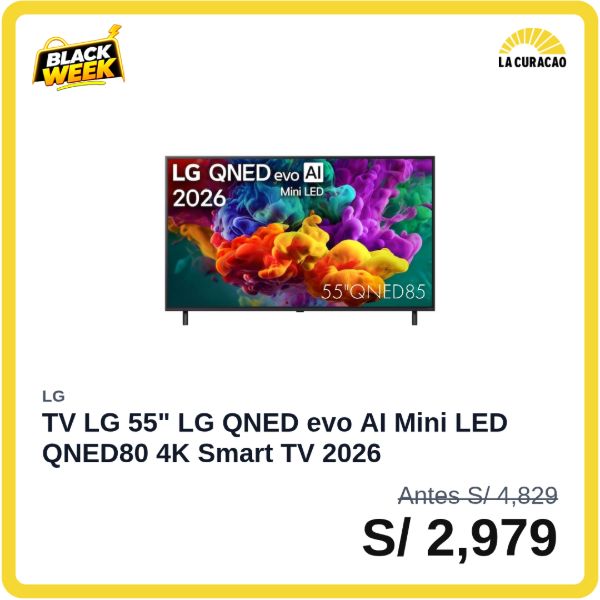 BLACK
WEEK
LA CURACAO
LG QNED evo AI
Mini LED
2026
55"QNED85
LG
TV LG 55" LG QNED evo AI Mini LED
QNED80 4K Smart TV 2026
Antes S/ 4,829
S/ 2,979